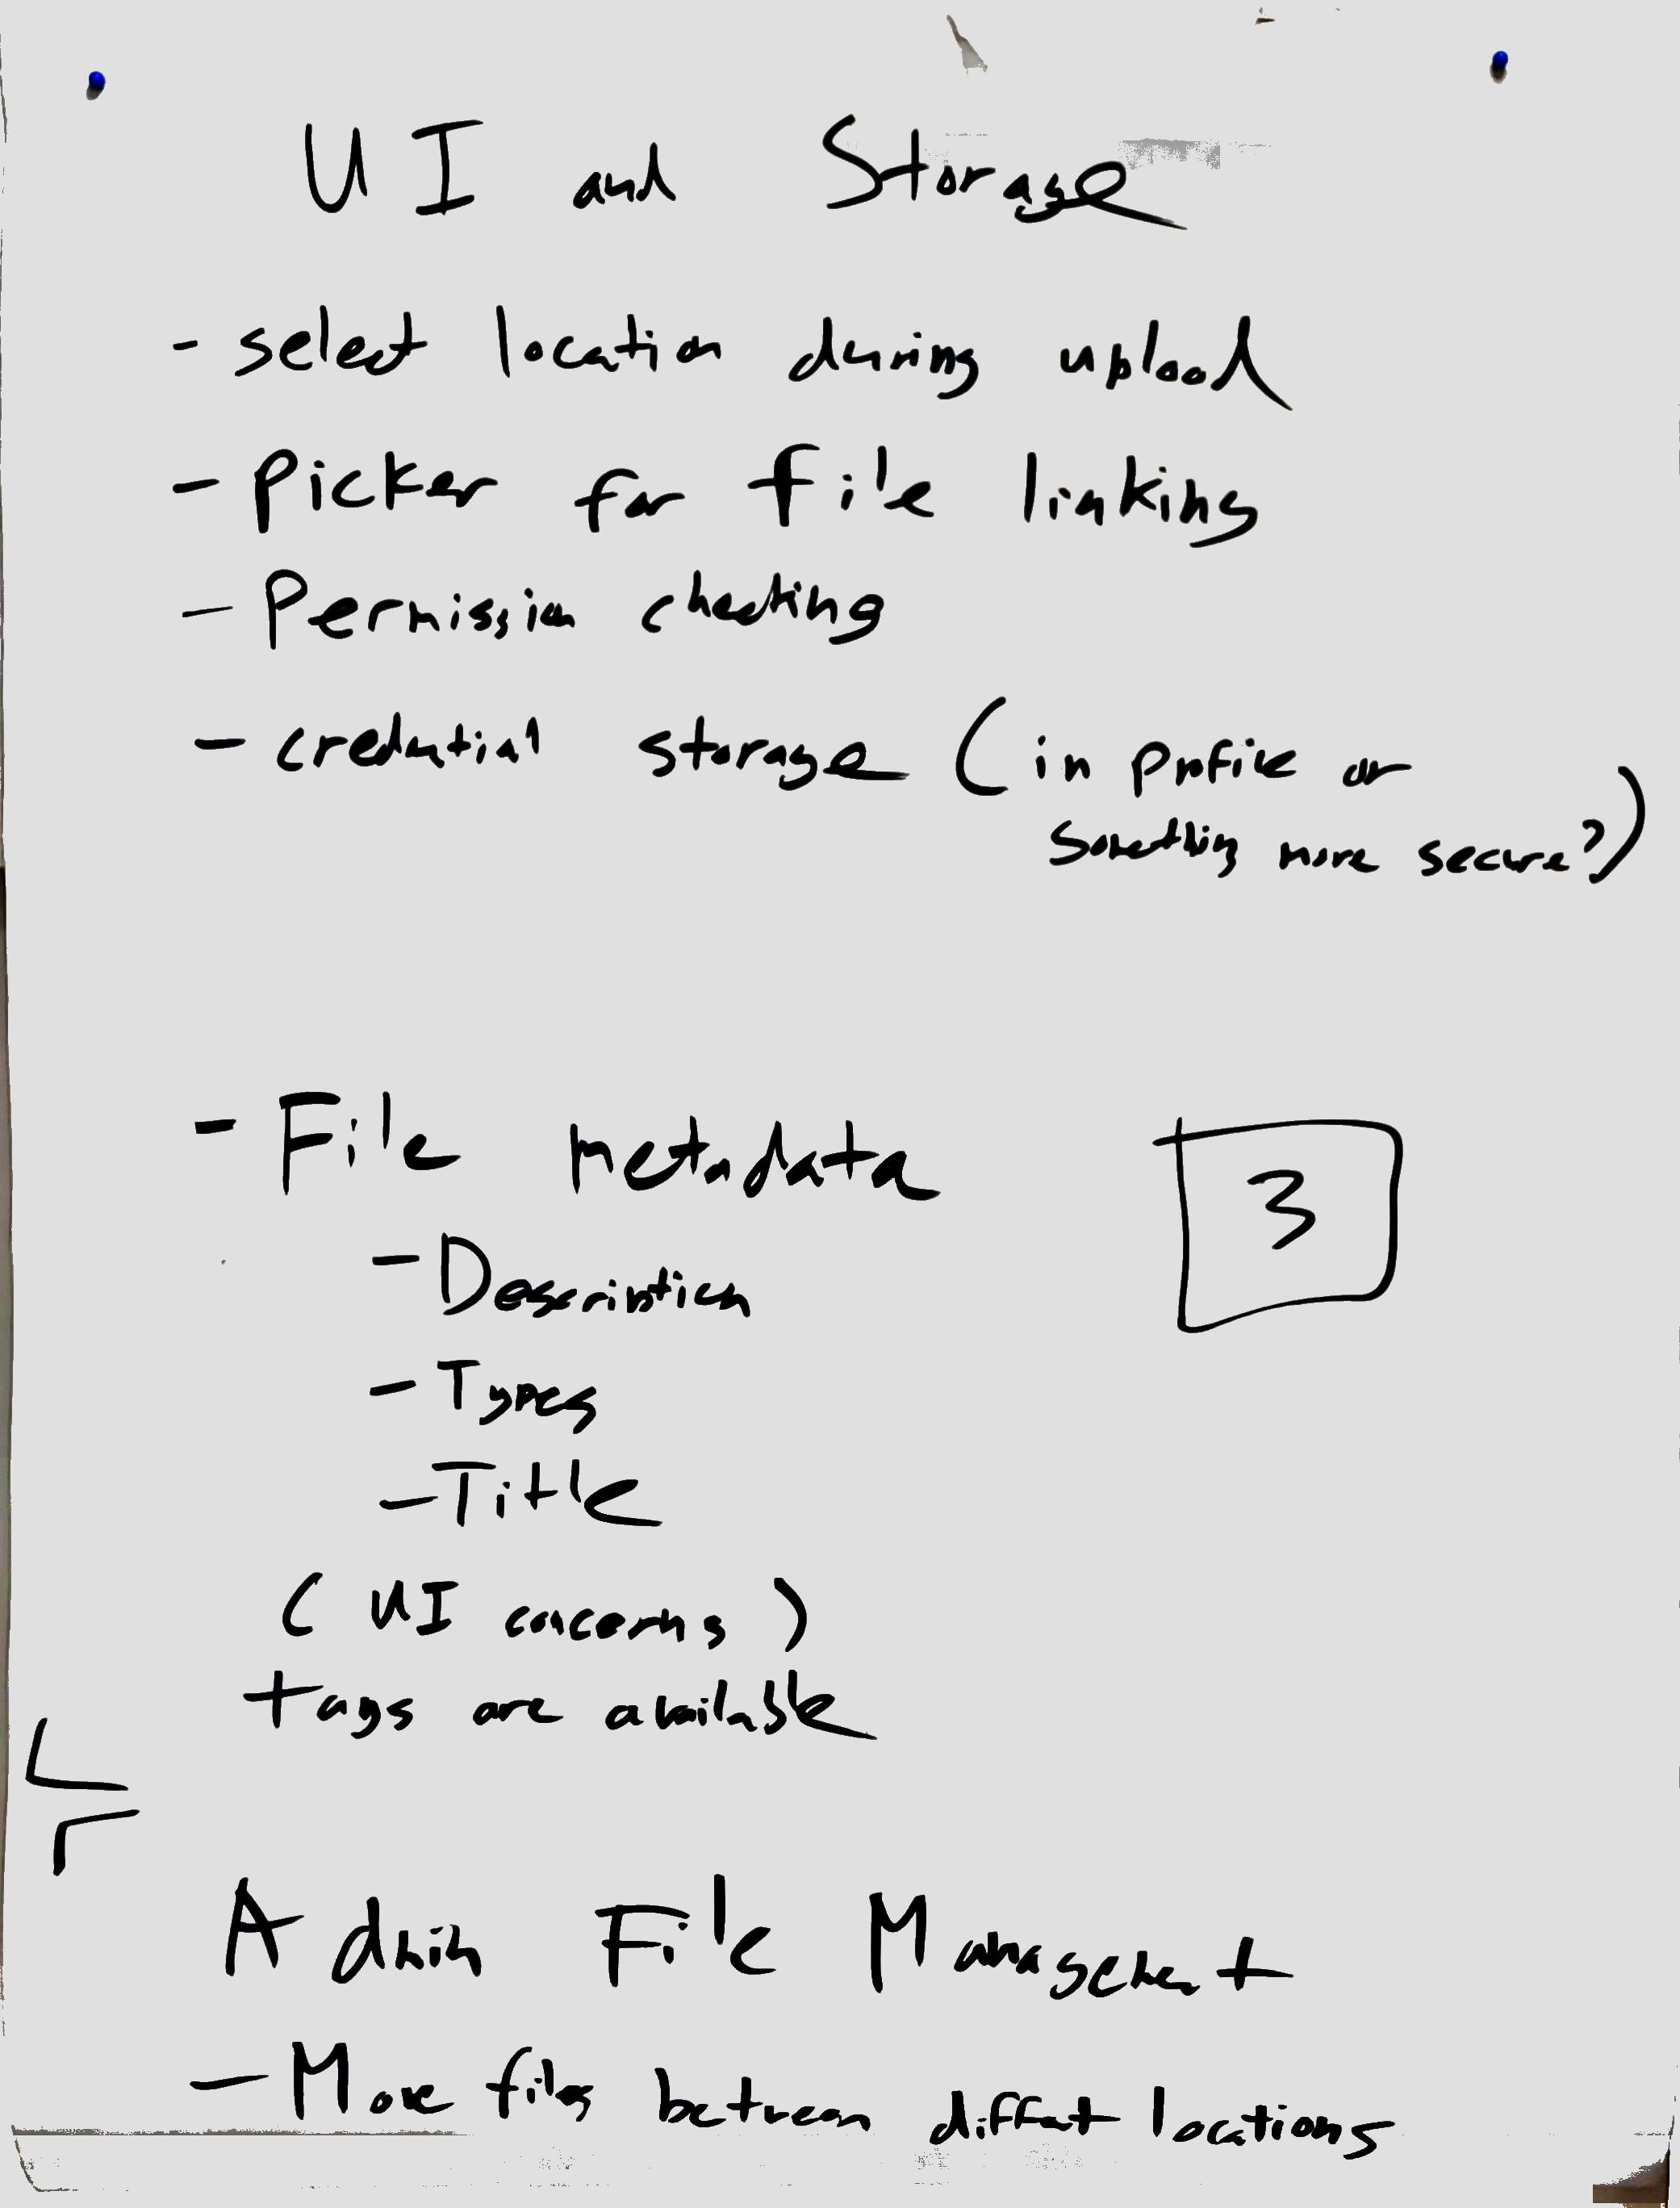 UI and Storage
- select location during upload
- Picker for file linking
- Permission checking
- credential storage (in profile or
something more secure?)
- File metadata
3
- Description
- Types
- Title
(UI concerns)
tags are available
Admin File Management
- Move files between diffent locations